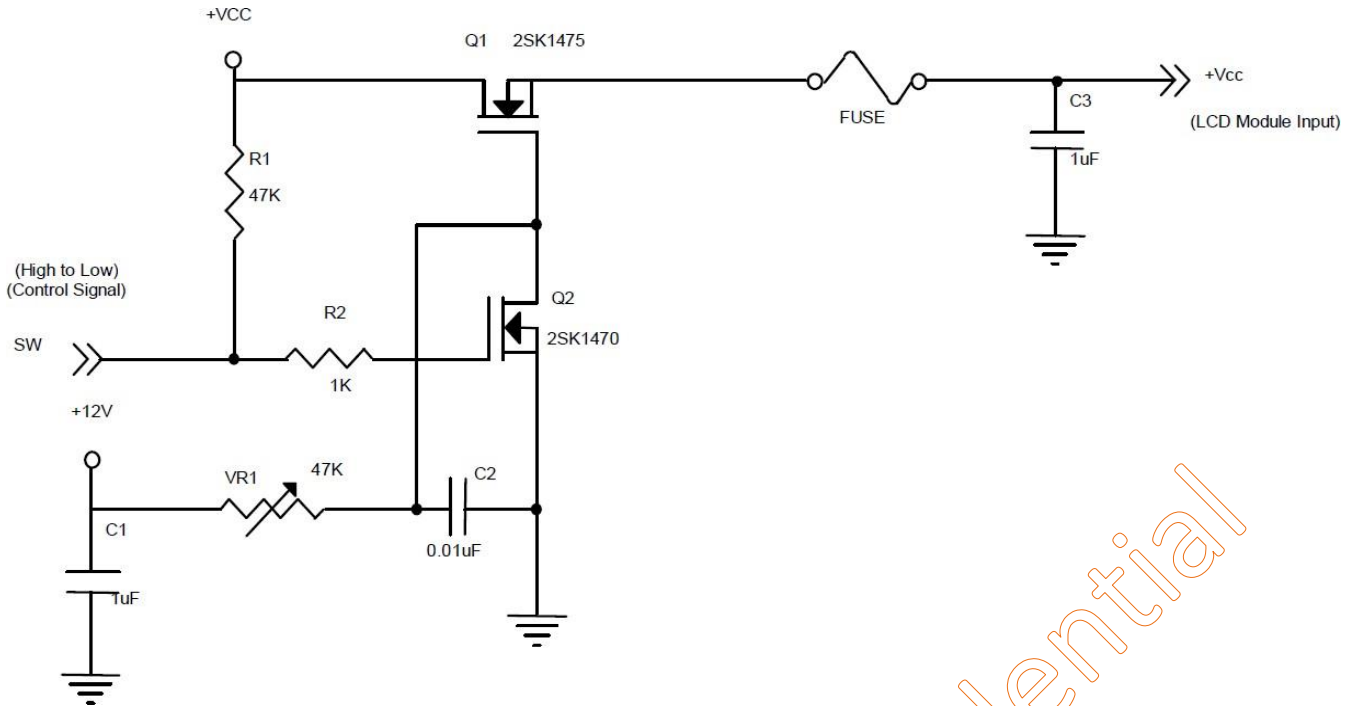 +VCC
Q1 2SK1475
+Vcc
C3
FUSE
(LCD Module Input)
R1
1uF
47K
(High to Low)
(Control Signal)
Q2
R2
2SK1470
SW
1K
+12V
VR1 47K
C2
C1
0.01uF
1uF